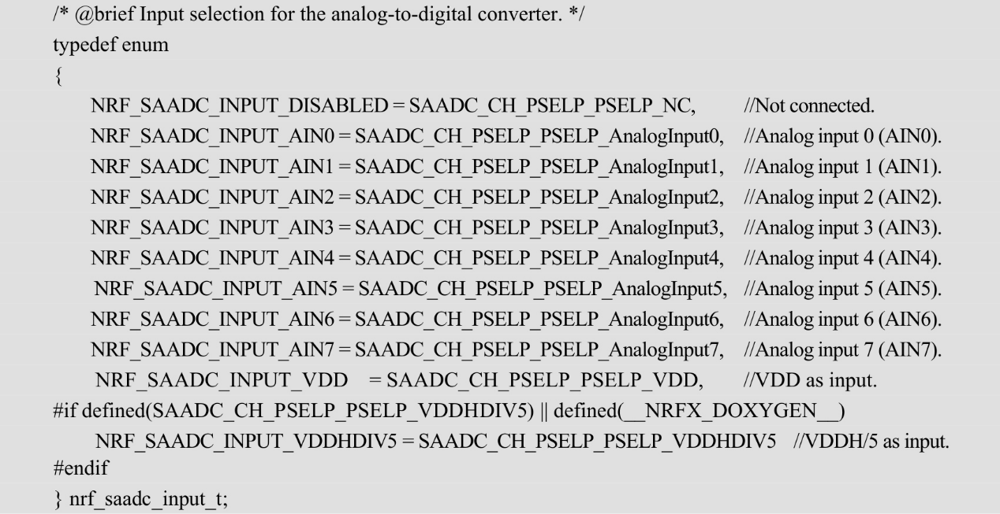 /* @brief Input selection for the analog-to-digital converter. */
typedef enum
{
NRF_SAADC_INPUT_DISABLED = SAADC_CH_PSELP_PSELP_NC, //Not connected.
NRF_SAADC_INPUT_AIN0 = SAADC_CH_PSELP_PSELP_AnalogInput0, //Analog input 0 (AIN0).
NRF_SAADC_INPUT_AIN1 = SAADC_CH_PSELP_PSELP_AnalogInput1, //Analog input 1 (AIN1).
NRF_SAADC_INPUT_AIN2 = SAADC_CH_PSELP_PSELP_AnalogInput2, //Analog input 2 (AIN2).
NRF_SAADC_INPUT_AIN3 = SAADC_CH_PSELP_PSELP_AnalogInput3, //Analog input 3 (AIN3).
NRF_SAADC_INPUT_AIN4 = SAADC_CH_PSELP_PSELP_AnalogInput4, //Analog input 4 (AIN4).
NRF_SAADC_INPUT_AIN5 = SAADC_CH_PSELP_PSELP_AnalogInput5, //Analog input 5 (AIN5).
NRF_SAADC_INPUT_AIN6 = SAADC_CH_PSELP_PSELP_AnalogInput6, //Analog input 6 (AIN6).
NRF_SAADC_INPUT_AIN7 = SAADC_CH_PSELP_PSELP_AnalogInput7, //Analog input 7 (AIN7).
NRF_SAADC_INPUT_VDD = SAADC_CH_PSELP_PSELP_VDD, //VDD as input.
#if defined(SAADC_CH_PSELP_PSELP_VDDHDIV5) || defined(__NRFX_DOXYGEN__)
NRF_SAADC_INPUT_VDDHDIV5 = SAADC_CH_PSELP_PSELP_VDDHDIV5 //VDDH/5 as input.
#endif
} nrf_saadc_input_t;